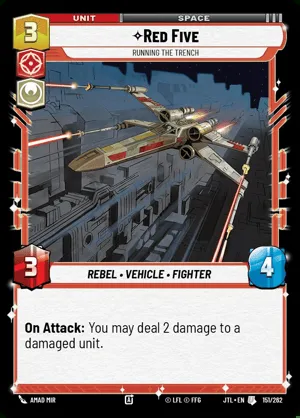 UNIT SPACE
3
✧RED FIVE
RUNNING THE TRENCH
3
4
REBEL • VEHICLE • FIGHTER
On Attack: You may deal 2 damage to a
damaged unit.
AMAD MIR © LFL © FFG JTL • EN U 151/262